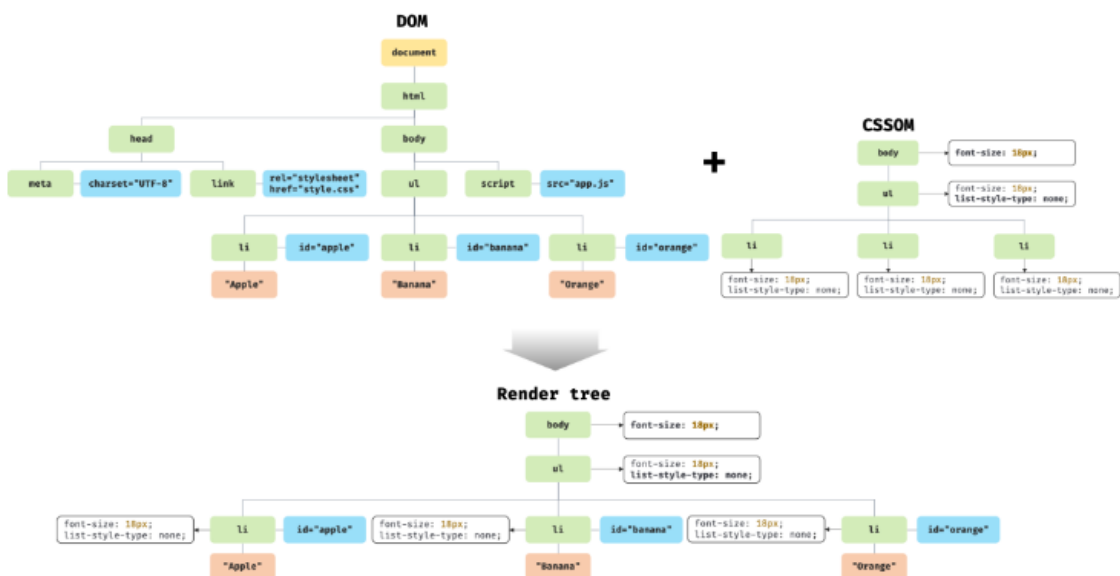 DOM
document
html
head
body
meta
charset="UTF-8"
link
rel="stylesheet"
href="style.css"
ul
script
src="app.js"
li
id="apple"
li
id="banana"
li
id="orange"
"Apple"
"Banana"
"Orange"
+
CSSOM
body
font-size: 18px;
ul
font-size: 18px;
list-style-type: none;
li
li
li
font-size: 18px;
list-style-type: none;
font-size: 18px;
list-style-type: none;
font-size: 18px;
list-style-type: none;
Render tree
body
font-size: 18px;
ul
font-size: 18px;
list-style-type: none;
font-size: 18px;
list-style-type: none;
li
id="apple"
font-size: 18px;
list-style-type: none;
li
id="banana"
font-size: 18px;
list-style-type: none;
li
id="orange"
"Apple"
"Banana"
"Orange"